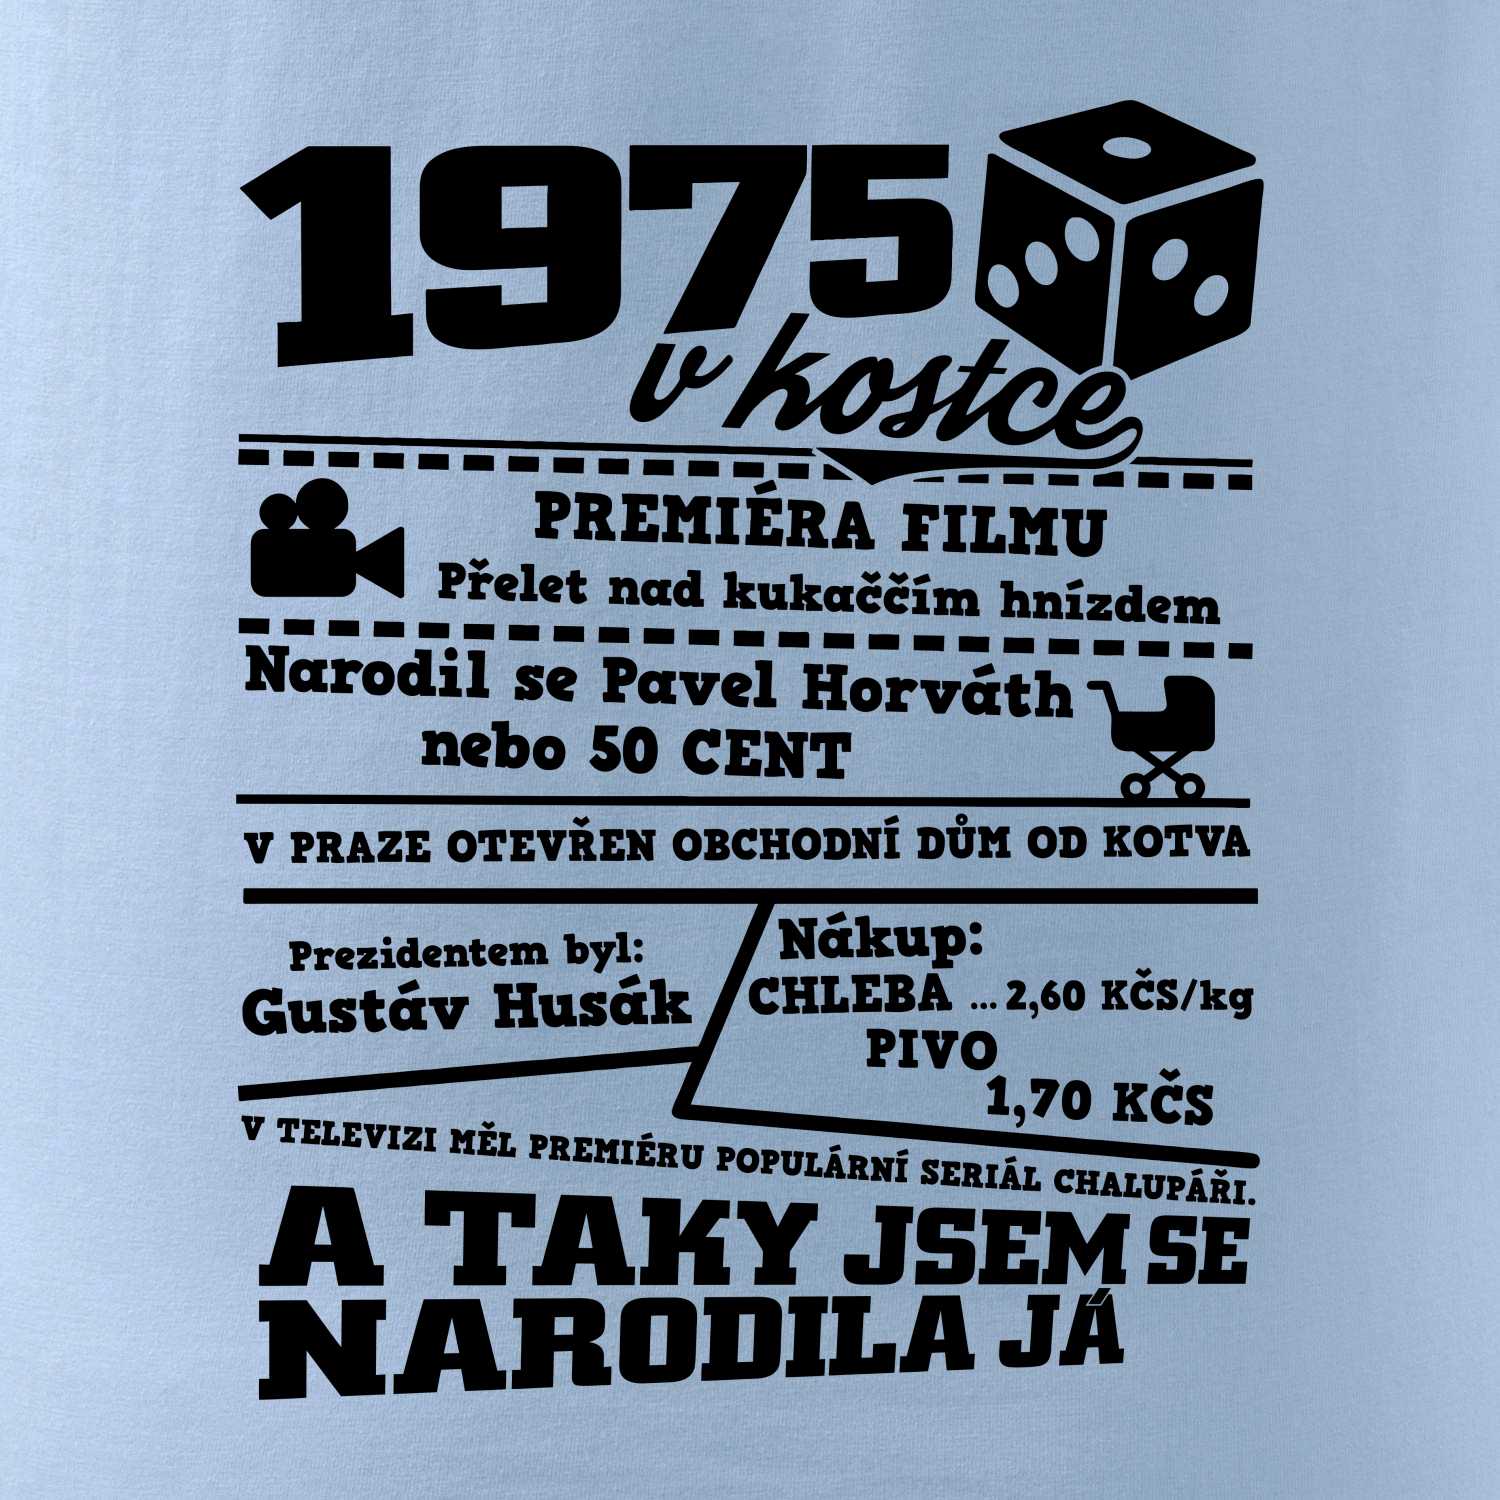 1975
v kostce
PREMIÉRA FILMU
Přelet nad kukaččím hnízdem
Narodil se Pavel Horváth
nebo 50 CENT
V PRAZE OTEVŘEN OBCHODNÍ DŮM OD KOTVA
Prezidentem byl:
Gustáv Husák
Nákup:
CHLEBA ... 2,60 KČS/kg
PIVO
1,70 KČS
V TELEVIZI MĚL PREMIÉRU POPULÁRNÍ SERIÁL CHALUPÁŘI.
A TAKY JSEM SE
NARODILA JÁ